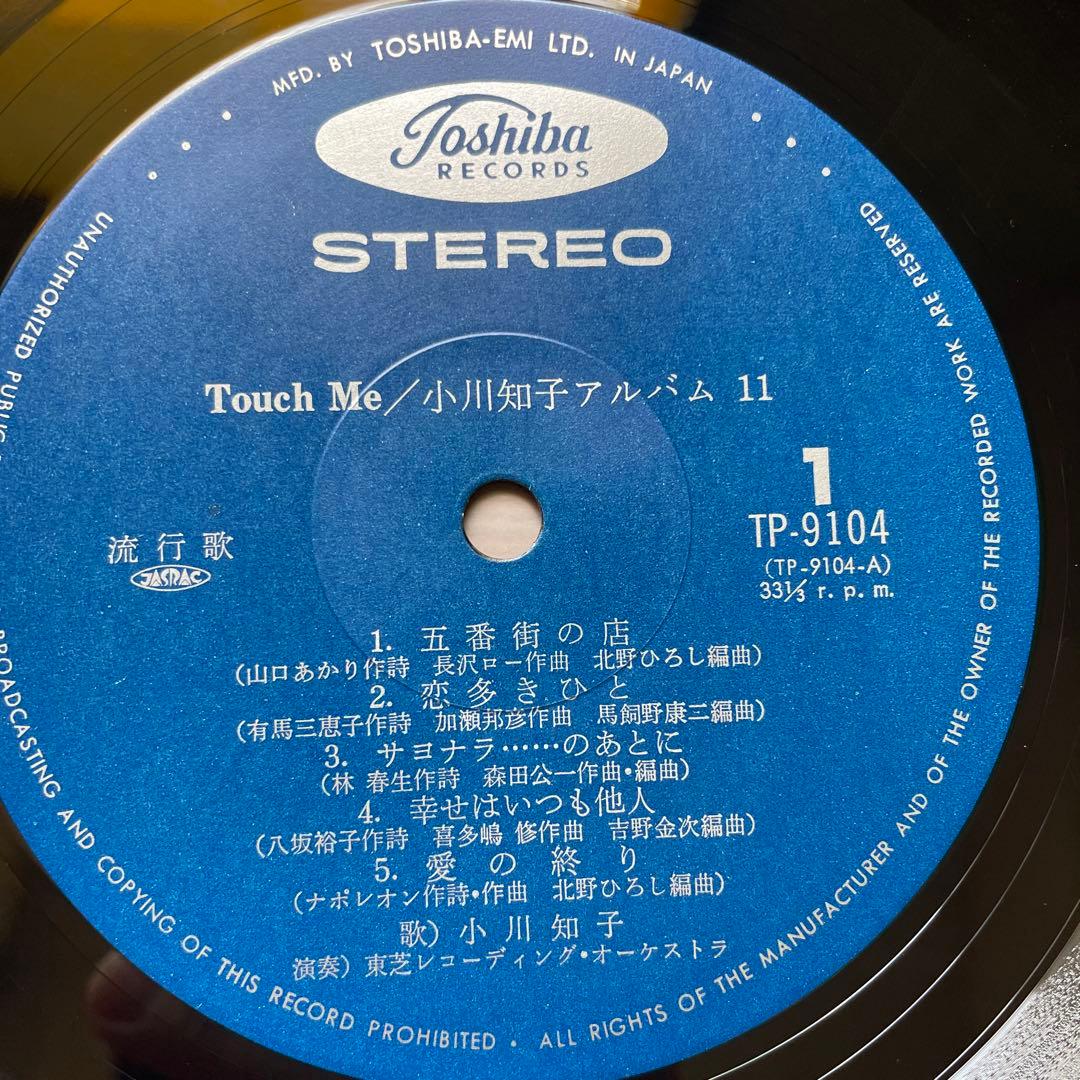 MFD. BY TOSHIBA-EMI LTD. IN JAPAN
Toshiba
RECORDS
STEREO
Touch Me／小川知子アルバム 11
1
TP-9104
(TP-9104-A)
33⅓ r. p. m.
流行歌
JASRAC
1. 五番街の店
(山口あかり作詩 長沢ロー作曲 北野ひろし編曲)
2. 恋多きひと
(有馬三恵子作詩 加瀬邦彦作曲 馬飼野康二編曲)
3. サヨナラ……のあとに
(林 春生作詩 森田公一作曲・編曲)
4. 幸せはいつも他人
(八坂裕子作詩 喜多嶋 修作曲 吉野金次編曲)
5. 愛の終り
(ナポレオン作詩・作曲 北野ひろし編曲)
歌) 小川知子
演奏) 東芝レコーディング・オーケストラ
UNAUTHORIZED PUBLIC
BROADCASTING AND COPYING OF THIS RECORD PROHIBITED • ALL RIGHTS OF THE MANUFACTURER AND OF THE OWNER OF THE RECORDED WORK ARE RESERVED